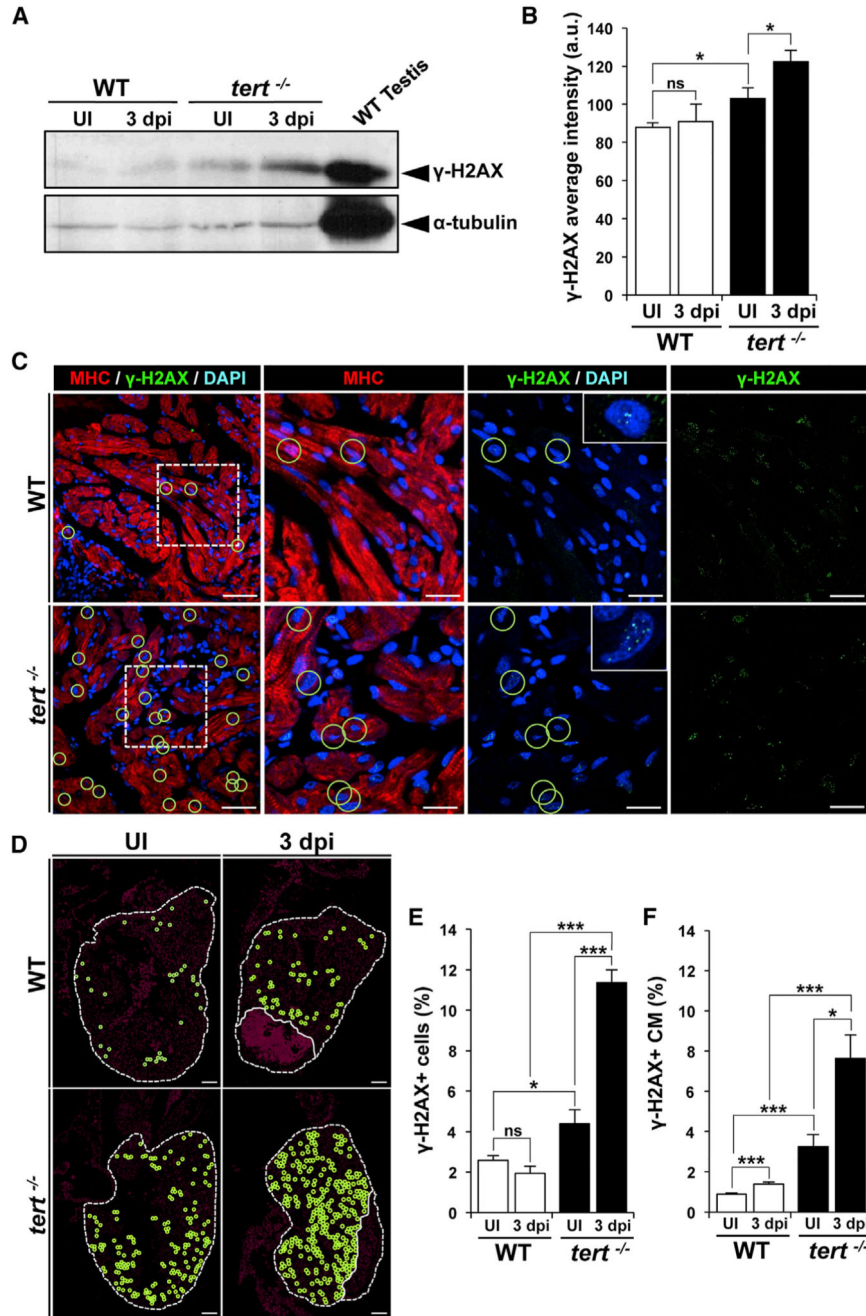 A
WT
tert -/-
WT Testis
UI
3 dpi
UI
3 dpi
γ-H2AX
α-tubulin
B
γ-H2AX average intensity (a.u.)
140
120
100
80
60
40
20
0
ns
*
*
UI
3 dpi
UI
3 dpi
WT
tert -/-
C
MHC / γ-H2AX / DAPI
MHC
γ-H2AX / DAPI
γ-H2AX
WT
tert -/-
D
UI
3 dpi
WT
tert -/-
E
γ-H2AX+ cells (%)
14
12
10
8
6
4
2
0
***
***
*
ns
UI
3 dpi
UI
3 dpi
WT
tert -/-
F
γ-H2AX+ CM (%)
14
12
10
8
6
4
2
0
***
*
***
***
UI
3 dpi
UI
3 dpi
WT
tert -/-